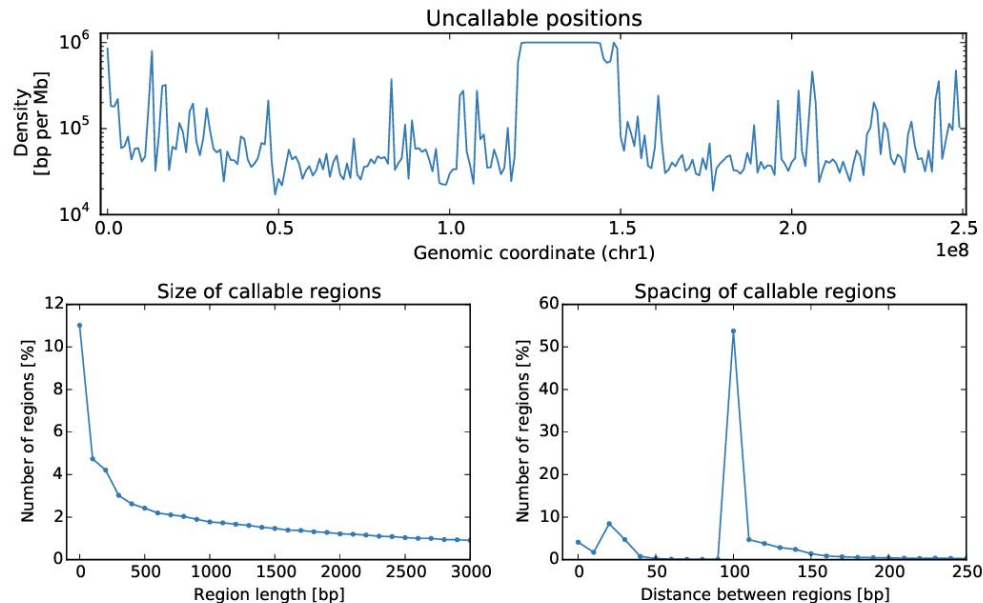 Uncallable positions
Density
[bp per Mb]
10^6
10^5
10^4
0.0 0.5 1.0 1.5 2.0 2.5
1e8
Genomic coordinate (chr1)
Size of callable regions
Number of regions [%]
12
10
8
6
4
2
0
0 500 1000 1500 2000 2500 3000
Region length [bp]
Spacing of callable regions
Number of regions [%]
60
50
40
30
20
10
0
0 50 100 150 200 250
Distance between regions [bp]